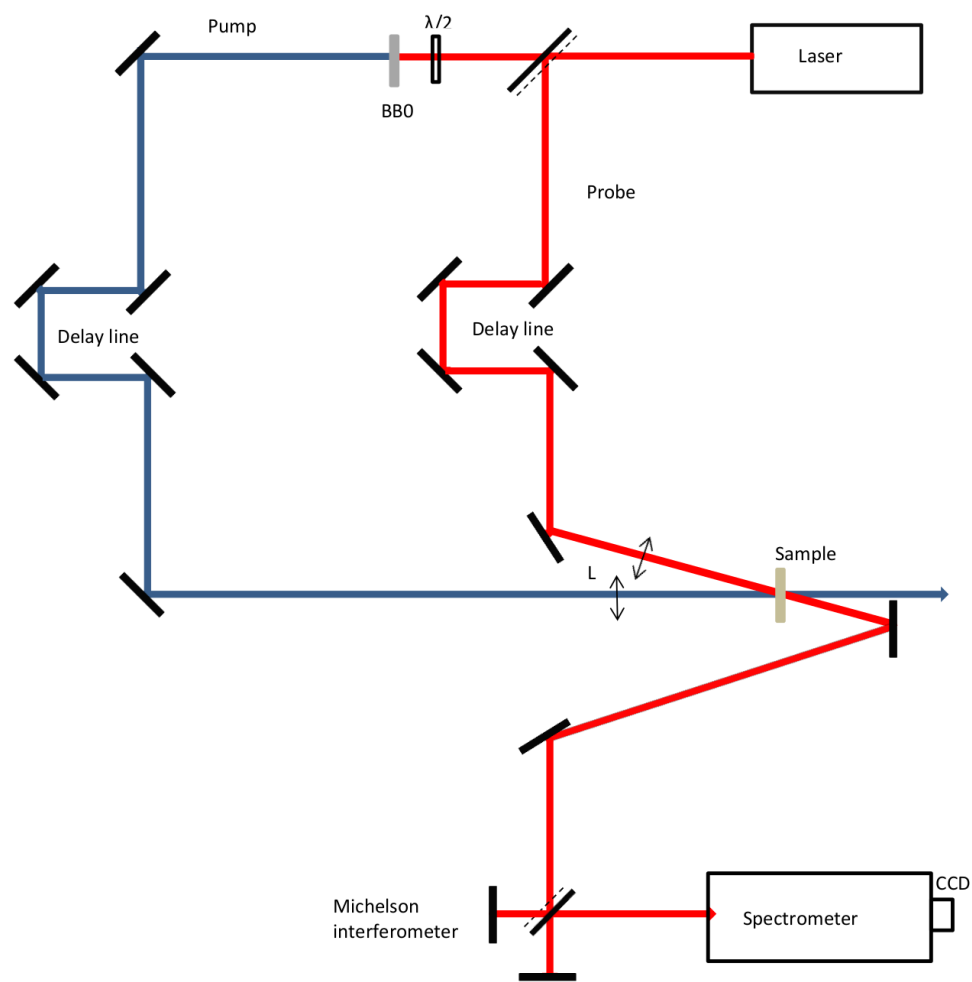 Pump
λ/2
Laser
BB0
Probe
Delay line
Delay line
Sample
L
CCD
Michelson
interferometer
Spectrometer